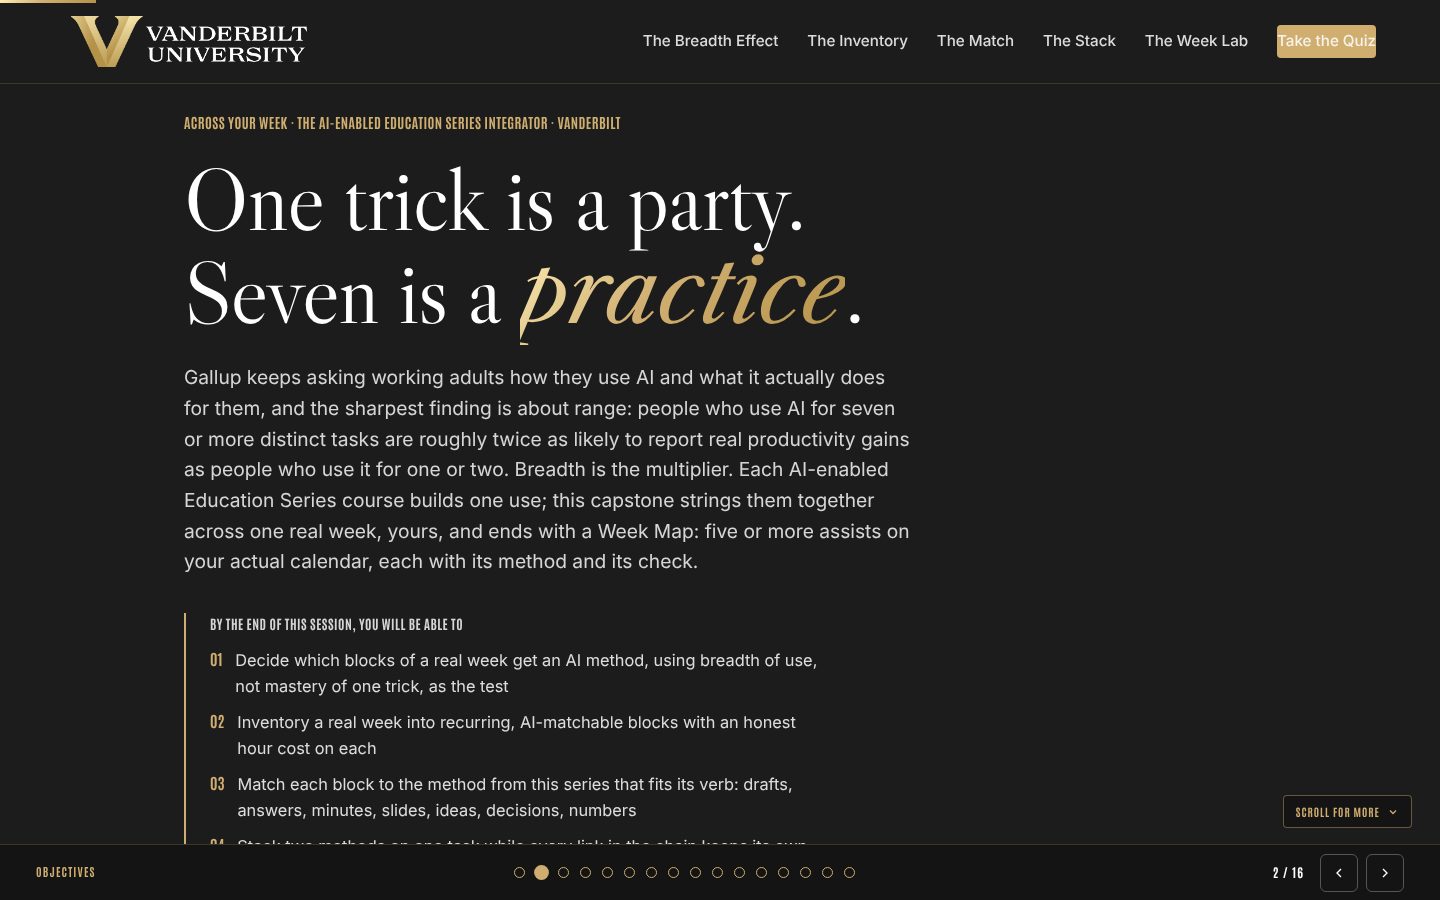 VANDERBILT
UNIVERSITY
The Breadth Effect
The Inventory
The Match
The Stack
The Week Lab
Take the Quiz
ACROSS YOUR WEEK · THE AI-ENABLED EDUCATION SERIES INTEGRATOR · VANDERBILT
One trick is a party.
Seven is a practice.
Gallup keeps asking working adults how they use AI and what it actually does
for them, and the sharpest finding is about range: people who use AI for seven
or more distinct tasks are roughly twice as likely to report real productivity gains
as people who use it for one or two. Breadth is the multiplier. Each AI-enabled
Education Series course builds one use; this capstone strings them together
across one real week, yours, and ends with a Week Map: five or more assists on
your actual calendar, each with its method and its check.
BY THE END OF THIS SESSION, YOU WILL BE ABLE TO
01 Decide which blocks of a real week get an AI method, using breadth of use,
not mastery of one trick, as the test
02 Inventory a real week into recurring, AI-matchable blocks with an honest
hour cost on each
03 Match each block to the method from this series that fits its verb: drafts,
answers, minutes, slides, ideas, decisions, numbers
SCROLL FOR MORE
OBJECTIVES
2 / 16